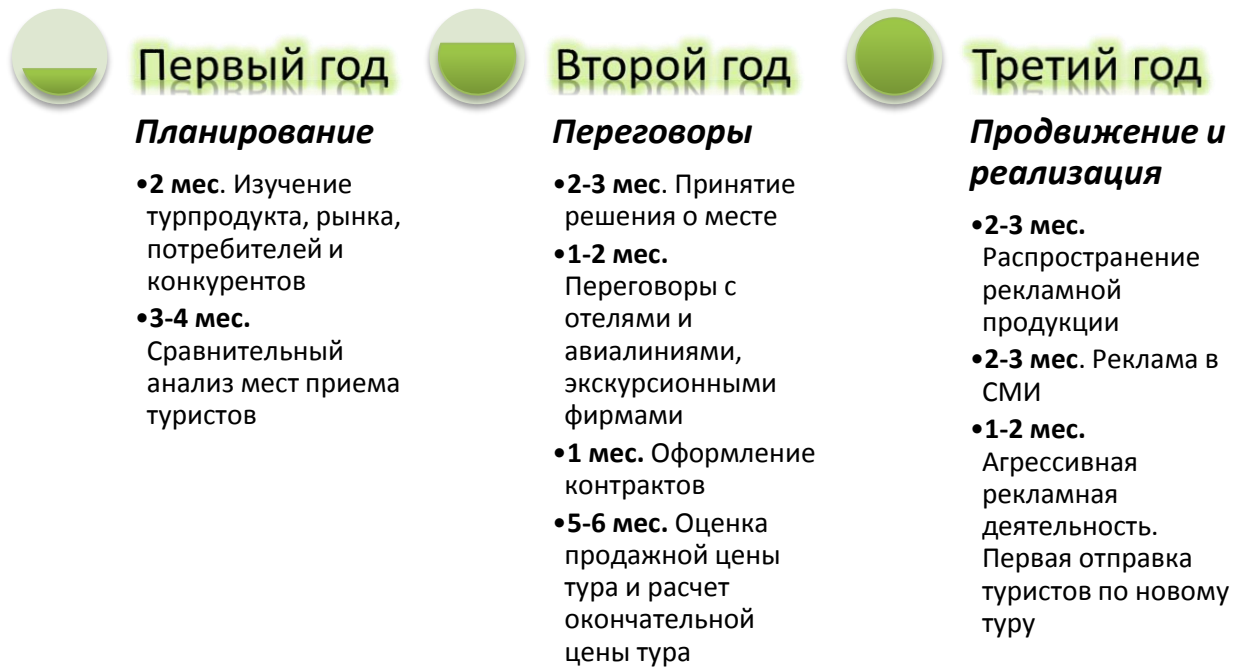 Первый год
Планирование
•2 мес. Изучение
турпродукта, рынка,
потребителей и
конкурентов
•3-4 мес.
Сравнительный
анализ мест приема
туристов
Второй год
Переговоры
•2-3 мес. Принятие
решения о месте
•1-2 мес.
Переговоры с
отелями и
авиалиниями,
экскурсионными
фирмами
•1 мес. Оформление
контрактов
•5-6 мес. Оценка
продажной цены
тура и расчет
окончательной
цены тура
Третий год
Продвижение и
реализация
•2-3 мес.
Распространение
рекламной
продукции
•2-3 мес. Реклама в
СМИ
•1-2 мес.
Агрессивная
рекламная
деятельность.
Первая отправка
туристов по новому
туру